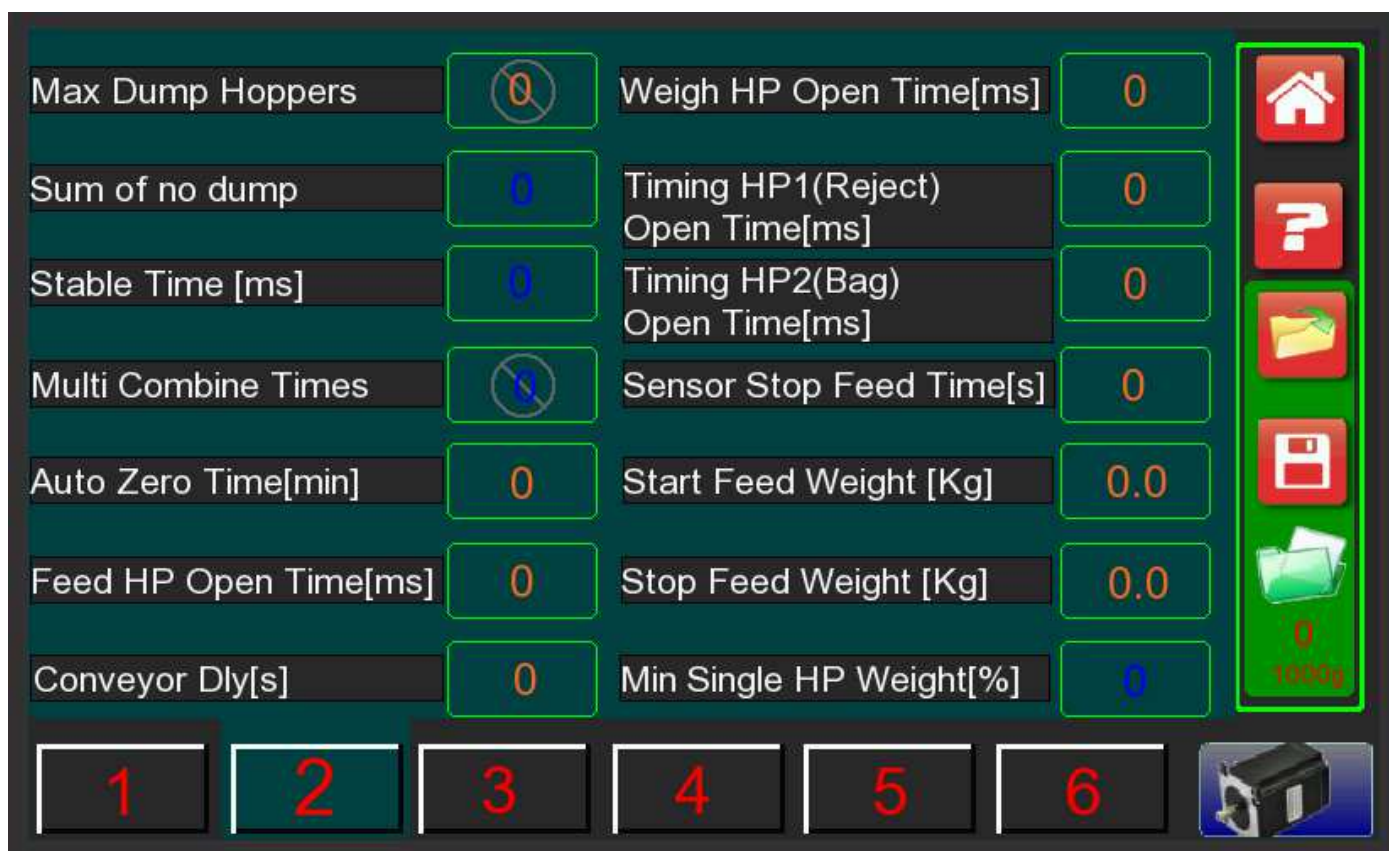 Max Dump Hoppers 0 Weigh HP Open Time[ms] 0
Sum of no dump 0 Timing HP1(Reject) 0
Open Time[ms]
Stable Time [ms] 0 Timing HP2(Bag) 0
Open Time[ms]
Multi Combine Times 0 Sensor Stop Feed Time[s] 0
Auto Zero Time[min] 0 Start Feed Weight [Kg] 0.0
Feed HP Open Time[ms] 0 Stop Feed Weight [Kg] 0.0
0
Conveyor Dly[s] 0 Min Single HP Weight[%] 0 1000g
1 2 3 4 5 6